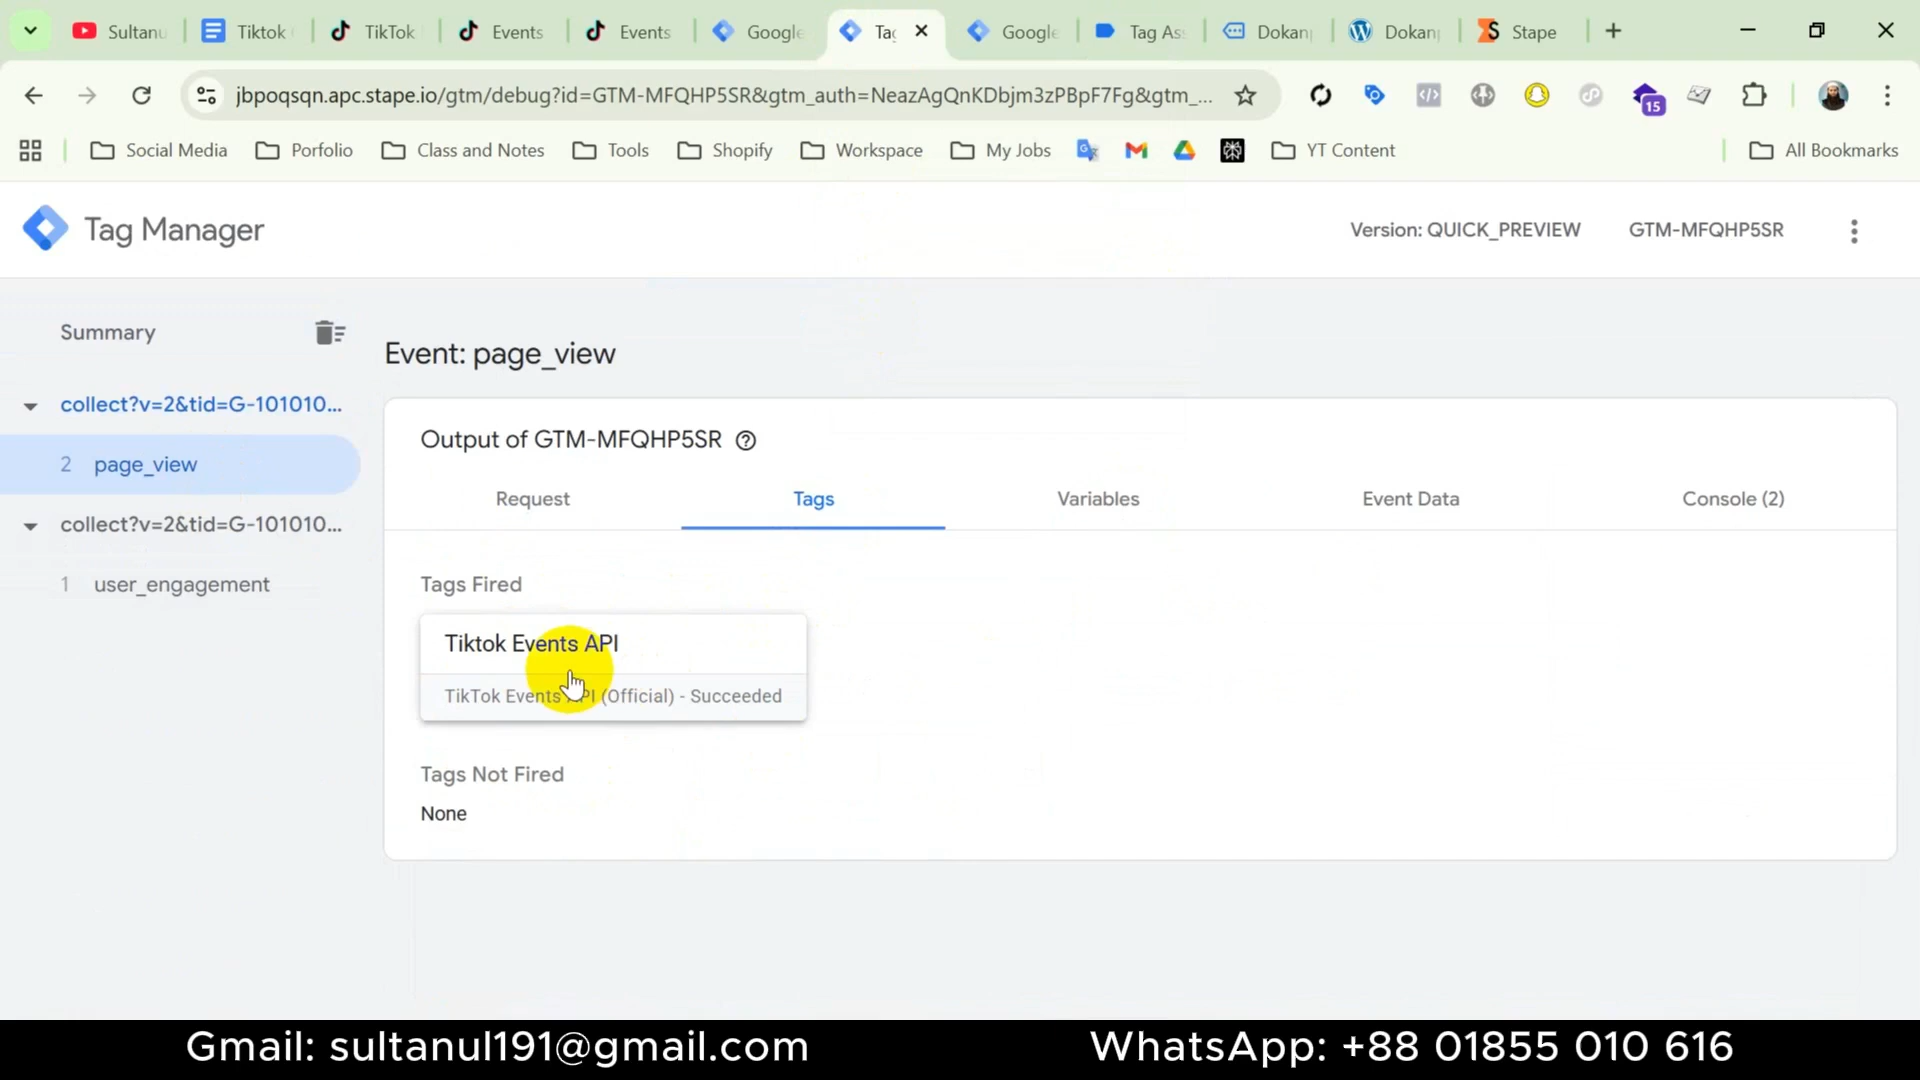 Sultanu
Tiktok
TikTok
Events
Events
Google
Tag
Google
Tag Ass
Dokan
Dokan
Stape
jbpoqsqn.apc.stape.io/gtm/debug?id=GTM-MFQHP5SR&gtm_auth=NeazAgQnKDbjm3zPBpF7Fg&gtm_...
15
Social Media
Porfolio
Class and Notes
Tools
Shopify
Workspace
My Jobs
YT Content
All Bookmarks
Tag Manager
Version: QUICK_PREVIEW
GTM-MFQHP5SR
Summary
collect?v=2&tid=G-101010...
2 page_view
collect?v=2&tid=G-101010...
1 user_engagement
Event: page_view
Output of GTM-MFQHP5SR
Request
Tags
Variables
Event Data
Console (2)
Tags Fired
Tiktok Events API
TikTok Events API (Official) - Succeeded
Tags Not Fired
None
Gmail: sultanul191@gmail.com
WhatsApp: +88 01855 010 616